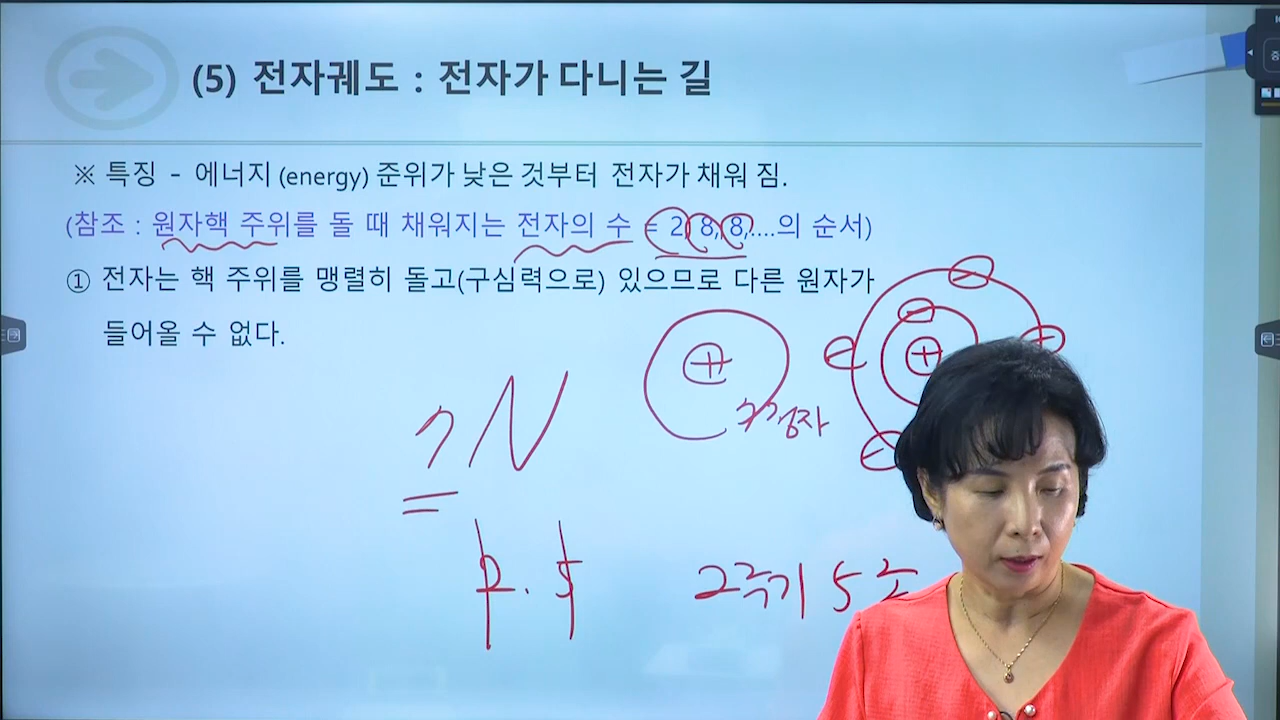 (5) 전자궤도 : 전자가 다니는 길
※ 특징 - 에너지 (energy) 준위가 낮은 것부터 전자가 채워 짐.
(참조 : 원자핵 주위를 돌 때 채워지는 전자의 수 = 2, 8, 8,....의 순서)
① 전자는 핵 주위를 맹렬히 돌고(구심력으로) 있으므로 다른 원자가
들어올 수 없다.
+
+
- - - - -
7 N
2. 5
2주기 5